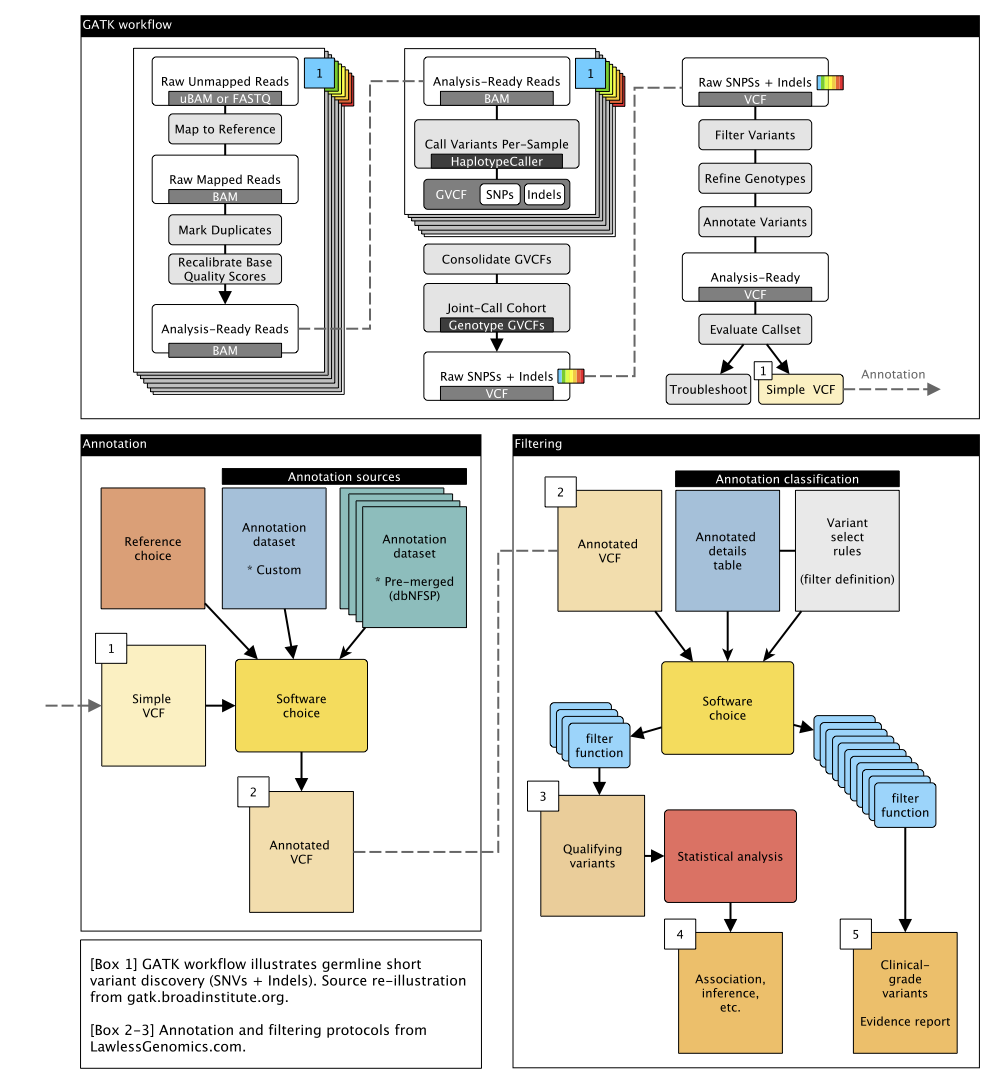 GATK workflow
1
Raw Unmapped Reads
uBAM or FASTQ
Map to Reference
Raw Mapped Reads
BAM
Mark Duplicates
Recalibrate Base
Quality Scores
Analysis-Ready Reads
BAM
1
Analysis-Ready Reads
BAM
Call Variants Per-Sample
HaplotypeCaller
GVCF SNPs Indels
Consolidate GVCFs
Joint-Call Cohort
Genotype GVCFs
Raw SNPSs + Indels
VCF
Raw SNPSs + Indels
VCF
Filter Variants
Refine Genotypes
Annotate Variants
Analysis-Ready
VCF
Evaluate Callset
Troubleshoot
1
Simple VCF
Annotation
Annotation
Annotation sources
Reference
choice
Annotation
dataset
* Custom
Annotation
dataset
* Pre-merged
(dbNFSP)
1
Simple
VCF
Software
choice
2
Annotated
VCF
Filtering
2
Annotated
VCF
Annotation classification
Annotated
details
table
Variant
select
rules
(filter definition)
Software
choice
filter
function
filter
function
3
Qualifying
variants
Statistical analysis
4
Association,
inference,
etc.
5
Clinical-
grade
variants
Evidence report
[Box 1] GATK workflow illustrates germline short
variant discovery (SNVs + Indels). Source re-illustration
from gatk.broadinstitute.org.
[Box 2-3] Annotation and filtering protocols from
LawlessGenomics.com.